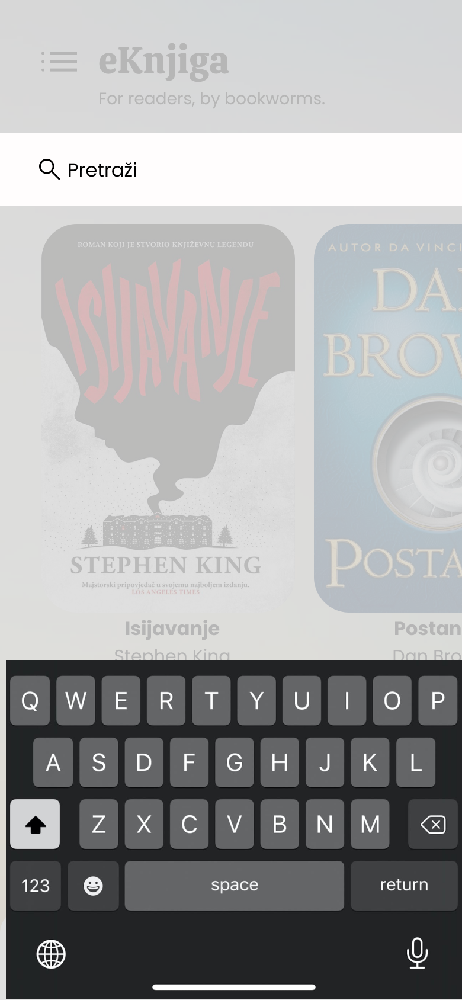 eKnjiga
For readers, by bookworms.
Pretraži
ROMAN KOJI JE STVORIO KNJIŽEVNU LEGENDU
ISIJAVANJE
STEPHEN KING
Majstorski pripovjedač u svojemu najboljem izdanju.
LOS ANGELES TIMES
AUTOR DA VINCI
DA
BROW
POSTA
Isijavanje
Stephen King
Postan
Dan Bro
Q W E R T Y U I O P
A S D F G H J K L
Z X C V B N M
123 space return